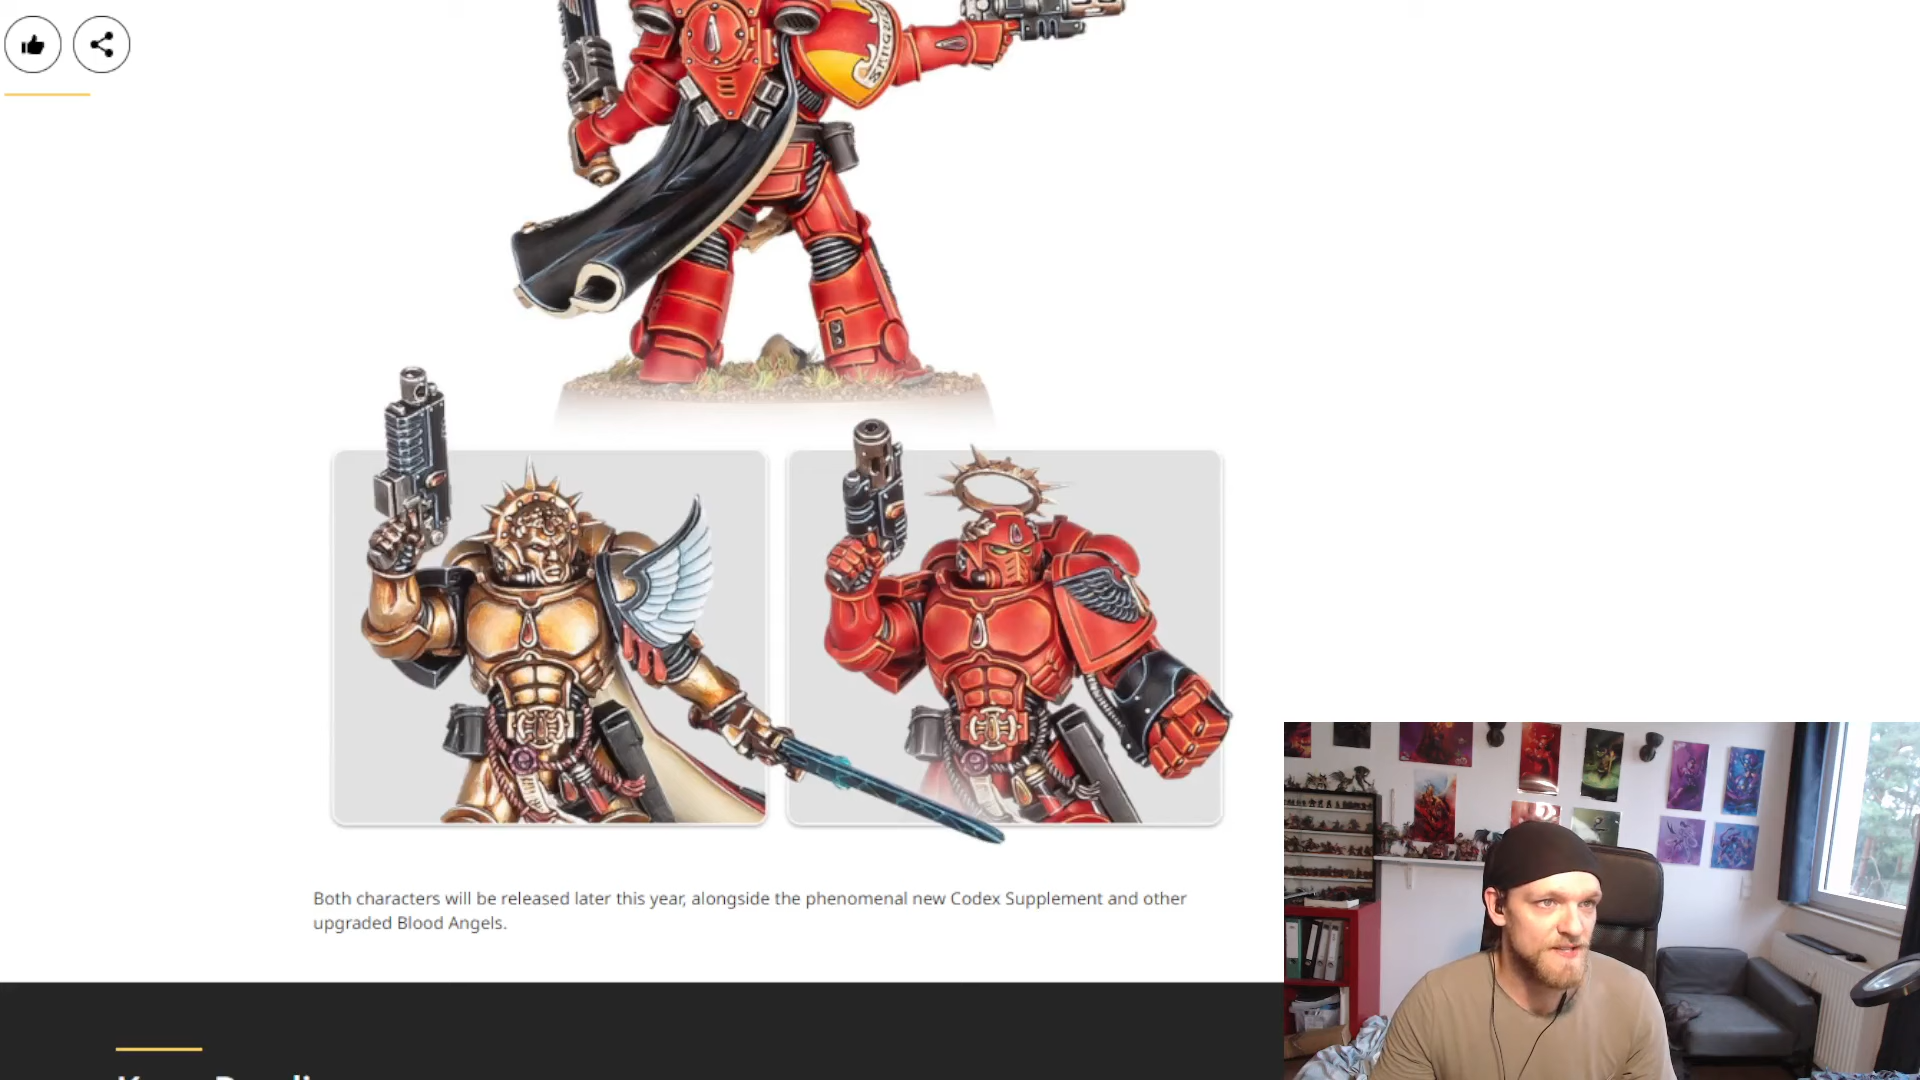 Both characters will be released later this year, alongside the phenomenal new Codex Supplement and other
upgraded Blood Angels.